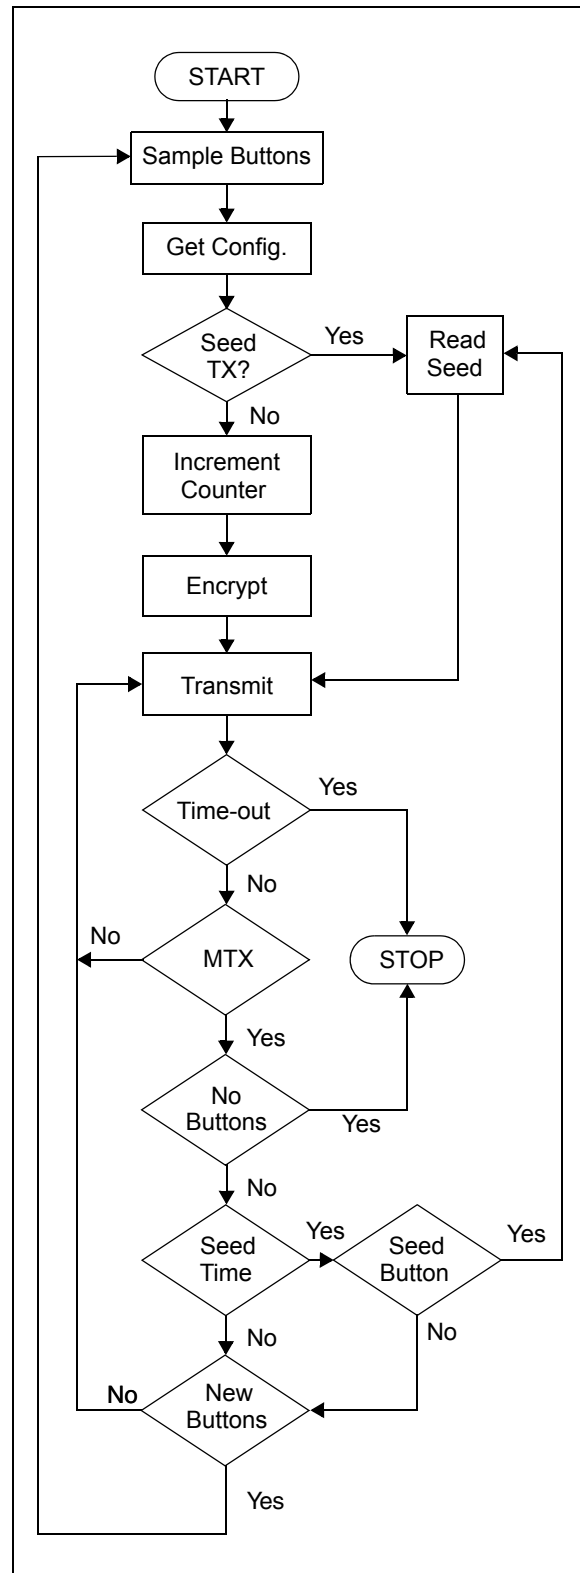 START
Sample Buttons
Get Config.
Seed
TX?
Yes
Read
Seed
No
Increment
Counter
Encrypt
Transmit
Time-out
Yes
No
No
MTX
STOP
Yes
No
Buttons
Yes
No
Seed
Time
Yes
Seed
Button
Yes
No
No
No
New
Buttons
Yes